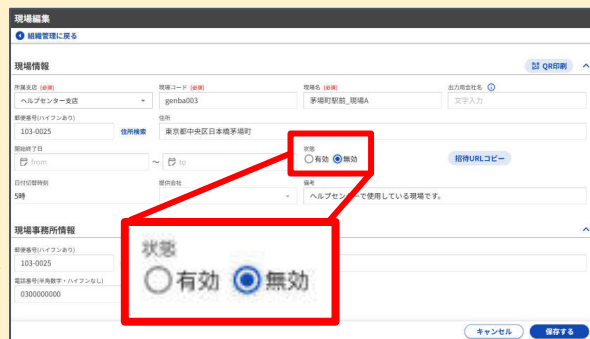 現場編集
組織管理に戻る
現場情報
QR印刷
所属支店 (必須) 現場コード (必須) 現場名 (必須) 出力用会社名
ヘルプセンター支店 genba003 茅場町駅前_現場A 文字入力
郵便番号(ハイフンあり) 住所
103-0025 住所検索 東京都中央区日本橋茅場町
開始終了日 状態
from ~ to 有効 無効 招待URLコピー
日付切替時刻 提供会社 備考
5時 ヘルプセンターで使用している現場です。
現場事務所情報
状態
有効 無効
郵便番号(ハイフンあり)
103-0025
電話番号(半角数字・ハイフンなし)
0300000000
キャンセル 保存する